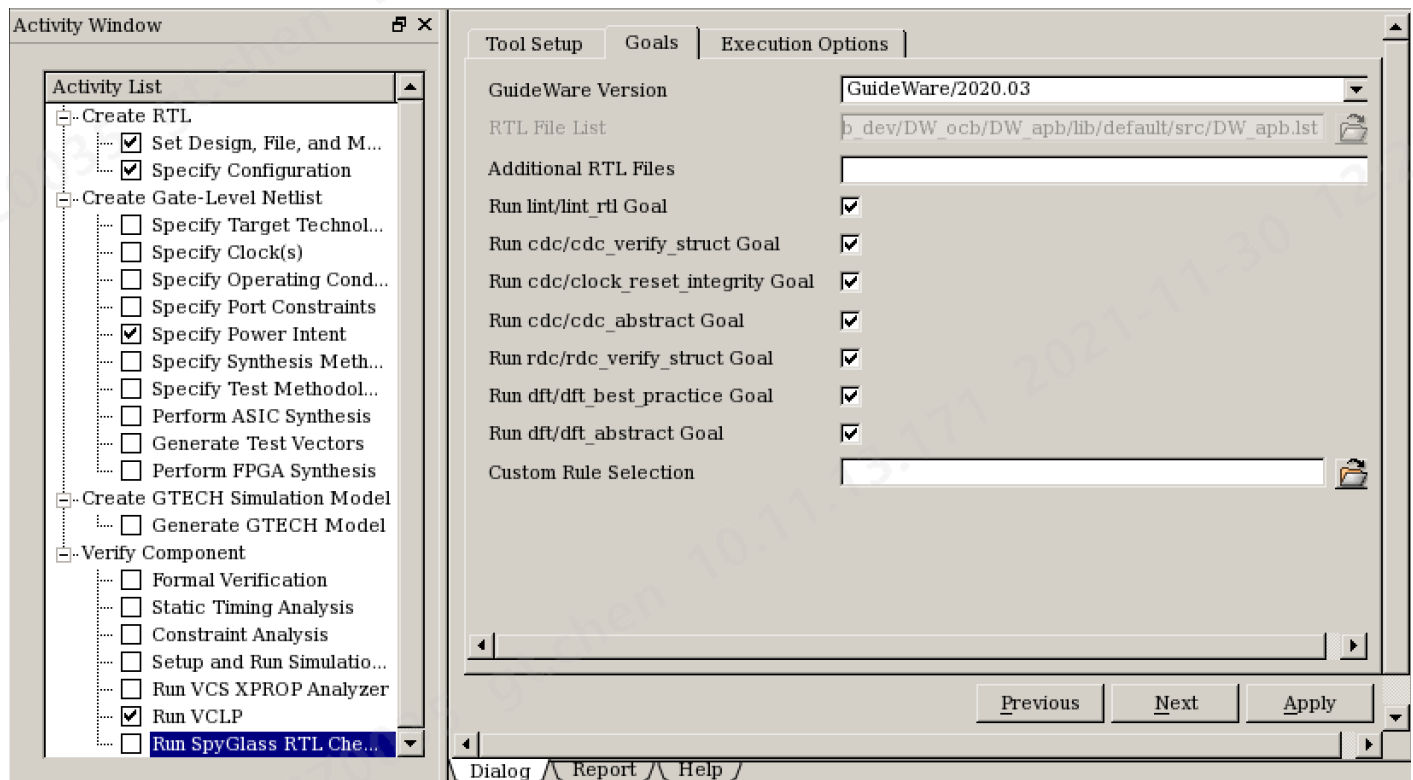 Activity Window
Activity List
Create RTL
Set Design, File, and M...
Specify Configuration
Create Gate-Level Netlist
Specify Target Technol...
Specify Clock(s)
Specify Operating Cond...
Specify Port Constraints
Specify Power Intent
Specify Synthesis Meth...
Specify Test Methodol...
Perform ASIC Synthesis
Generate Test Vectors
Perform FPGA Synthesis
Create GTECH Simulation Model
Generate GTECH Model
Verify Component
Formal Verification
Static Timing Analysis
Constraint Analysis
Setup and Run Simulatio...
Run VCS XPROP Analyzer
Run VCLP
Run SpyGlass RTL Che...
Tool Setup Goals Execution Options
GuideWare Version GuideWare/2020.03
RTL File List b_dev/DW_ocb/DW_apb/lib/default/src/DW_apb.lst
Additional RTL Files
Run lint/lint_rtl Goal
Run cdc/cdc_verify_struct Goal
Run cdc/clock_reset_integrity Goal
Run cdc/cdc_abstract Goal
Run rdc/rdc_verify_struct Goal
Run dft/dft_best_practice Goal
Run dft/dft_abstract Goal
Custom Rule Selection
Previous Next Apply
Dialog Report Help
10.11.13.171 2021-11-30